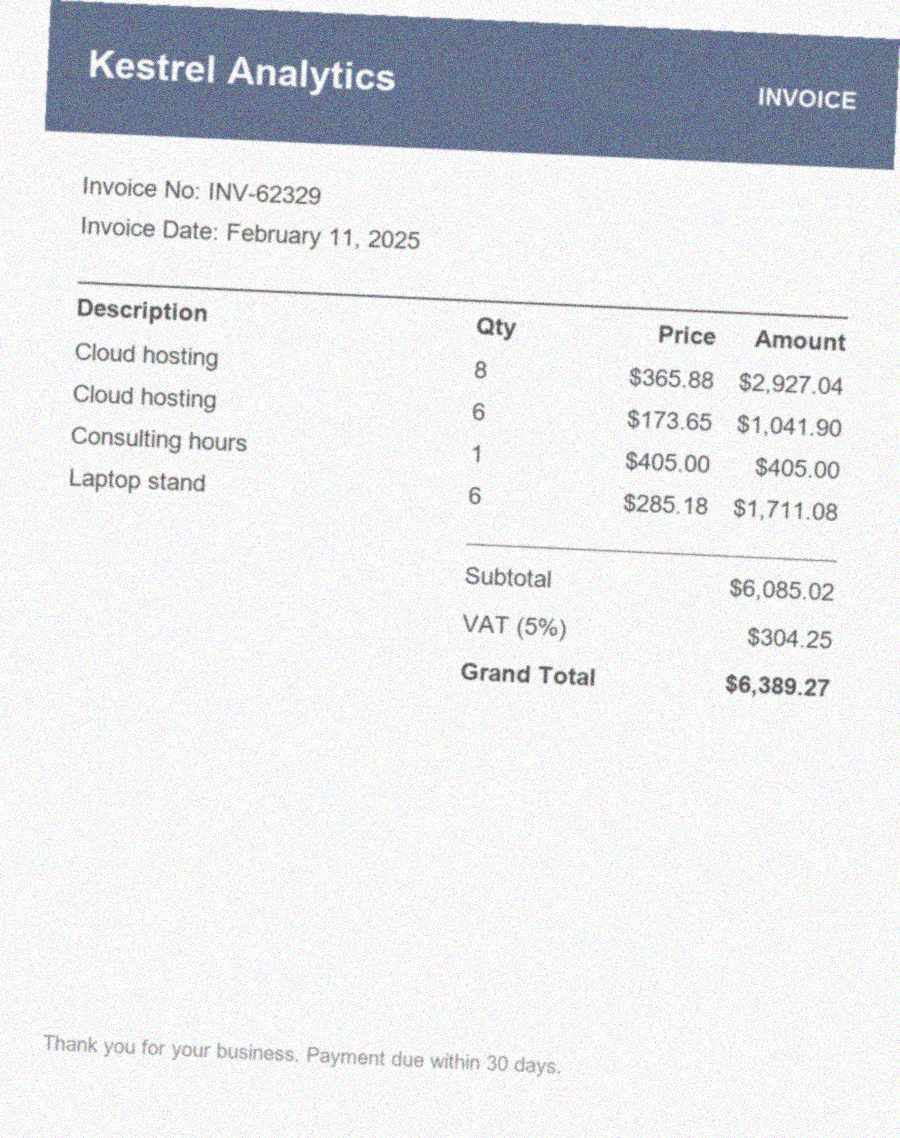 Kestrel Analytics
INVOICE
Invoice No: INV-62329
Invoice Date: February 11, 2025
Description Qty Price Amount
Cloud hosting 8 $365.88 $2,927.04
Cloud hosting 6 $173.65 $1,041.90
Consulting hours 1 $405.00 $405.00
Laptop stand 6 $285.18 $1,711.08
Subtotal $6,085.02
VAT (5%) $304.25
Grand Total $6,389.27
Thank you for your business. Payment due within 30 days.